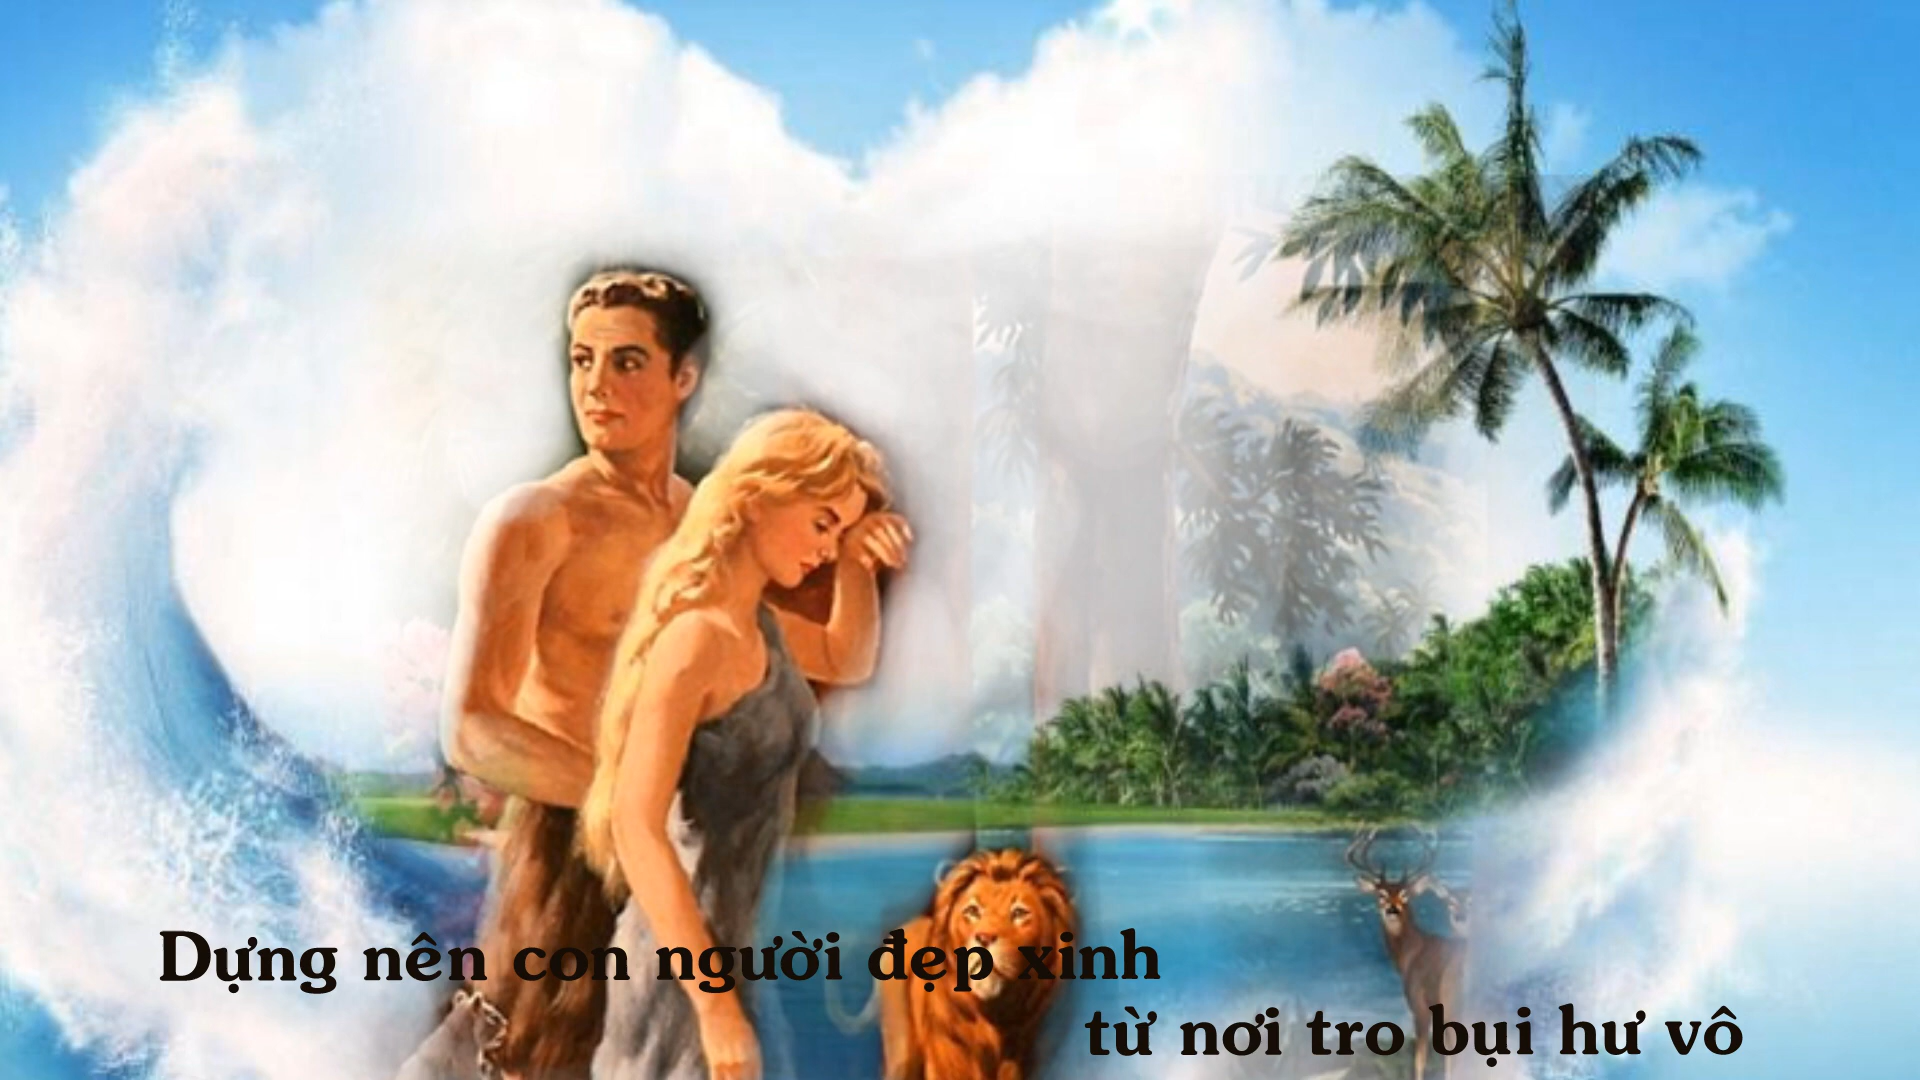 Dựng nên con người đẹp xinh
từ nơi tro bụi hư vô